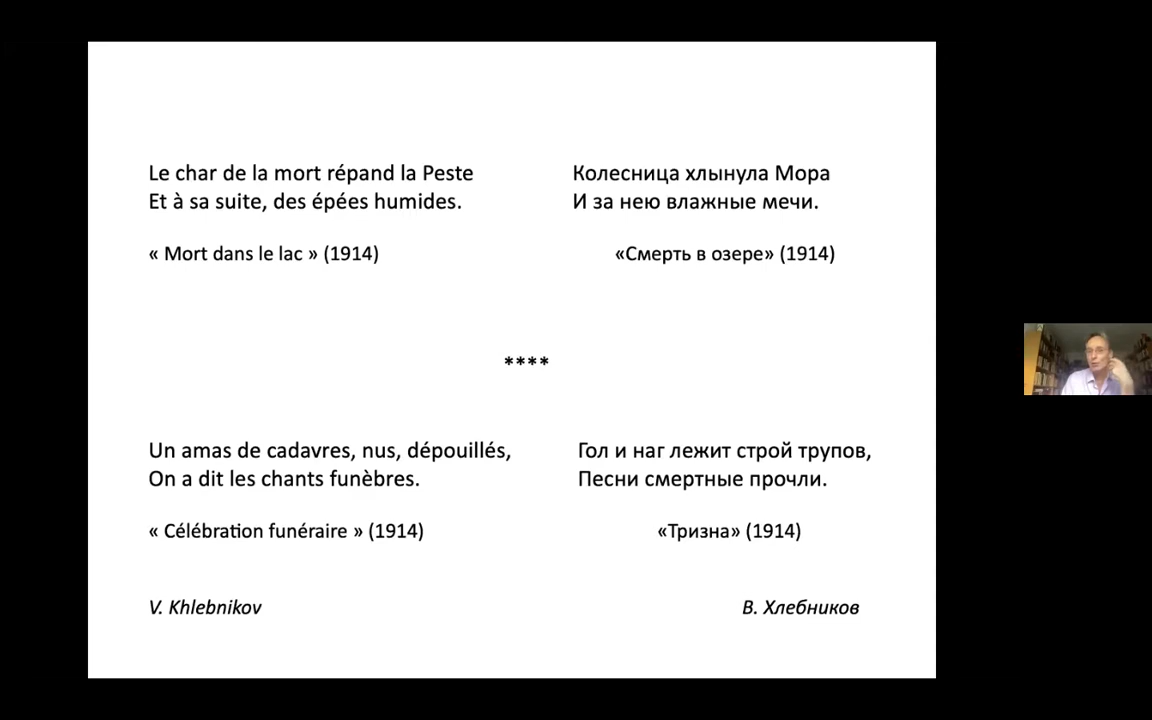 Le char de la mort répand la Peste
Et à sa suite, des épées humides.
« Mort dans le lac » (1914)
Колесница хлынула Мора
И за нею влажные мечи.
«Смерть в озере» (1914)
****
Un amas de cadavres, nus, dépouillés,
On a dit les chants funèbres.
« Célébration funéraire » (1914)
V. Khlebnikov
Гол и наг лежит строй трупов,
Песни смертные прочли.
«Тризна» (1914)
В. Хлебников